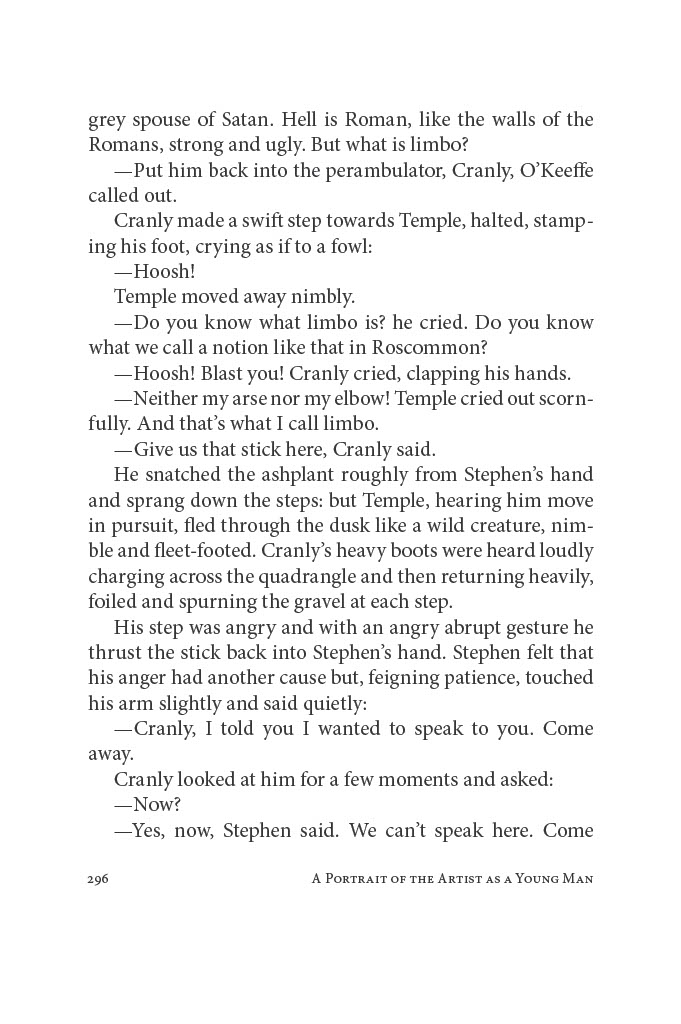 grey spouse of Satan. Hell is Roman, like the walls of the
Romans, strong and ugly. But what is limbo?
—Put him back into the perambulator, Cranly, O’Keeffe
called out.
Cranly made a swift step towards Temple, halted, stamp-
ing his foot, crying as if to a fowl:
—Hoosh!
Temple moved away nimbly.
—Do you know what limbo is? he cried. Do you know
what we call a notion like that in Roscommon?
—Hoosh! Blast you! Cranly cried, clapping his hands.
—Neither my arse nor my elbow! Temple cried out scorn-
fully. And that’s what I call limbo.
—Give us that stick here, Cranly said.
He snatched the ashplant roughly from Stephen’s hand
and sprang down the steps: but Temple, hearing him move
in pursuit, fled through the dusk like a wild creature, nim-
ble and fleet-footed. Cranly’s heavy boots were heard loudly
charging across the quadrangle and then returning heavily,
foiled and spurning the gravel at each step.
His step was angry and with an angry abrupt gesture he
thrust the stick back into Stephen’s hand. Stephen felt that
his anger had another cause but, feigning patience, touched
his arm slightly and said quietly:
—Cranly, I told you I wanted to speak to you. Come
away.
Cranly looked at him for a few moments and asked:
—Now?
—Yes, now, Stephen said. We can’t speak here. Come
296 A Portrait of the Artist as a Young Man